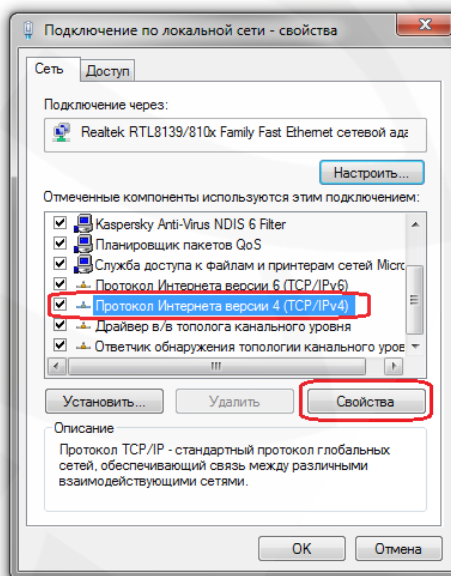 Подключение по локальной сети - свойства
Сеть
Доступ
Подключение через:
Realtek RTL8139/810x Family Fast Ethernet сетевой ада
Настроить...
Отмеченные компоненты используются этим подключением:
Kaspersky Anti-Virus NDIS 6 Filter
Планировщик пакетов QoS
Служба доступа к файлам и принтерам сетей Micro
Протокол Интернета версии 6 (TCP/IPv6)
Протокол Интернета версии 4 (TCP/IPv4)
Драйвер в/в тополога канального уровня
Ответчик обнаружения топологии канального уров
Установить...
Удалить
Свойства
Описание
Протокол TCP/IP - стандартный протокол глобальных
сетей, обеспечивающий связь между различными
взаимодействующими сетями.
OK
Отмена